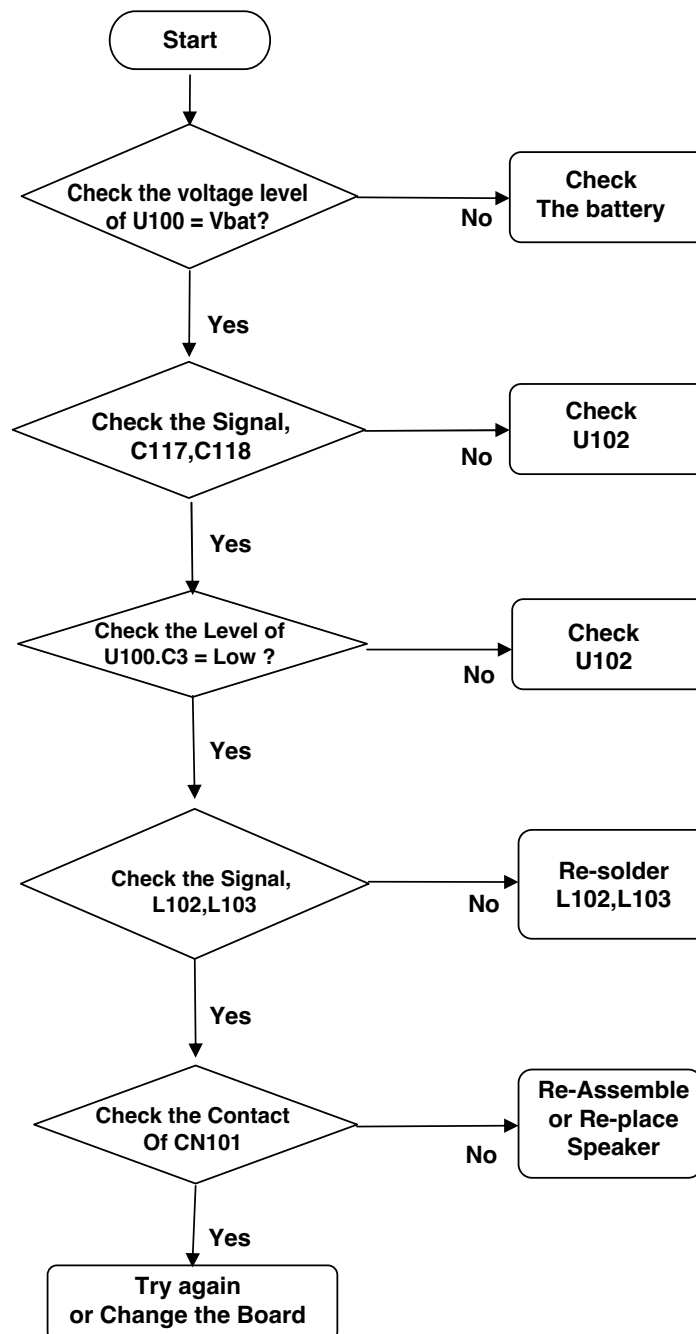 Start
Check the voltage level
of U100 = Vbat?
No
Check
The battery
Yes
Check the Signal,
C117,C118
No
Check
U102
Yes
Check the Level of
U100.C3 = Low ?
No
Check
U102
Yes
Check the Signal,
L102,L103
No
Re-solder
L102,L103
Yes
Check the Contact
Of CN101
No
Re-Assemble
or Re-place
Speaker
Yes
Try again
or Change the Board